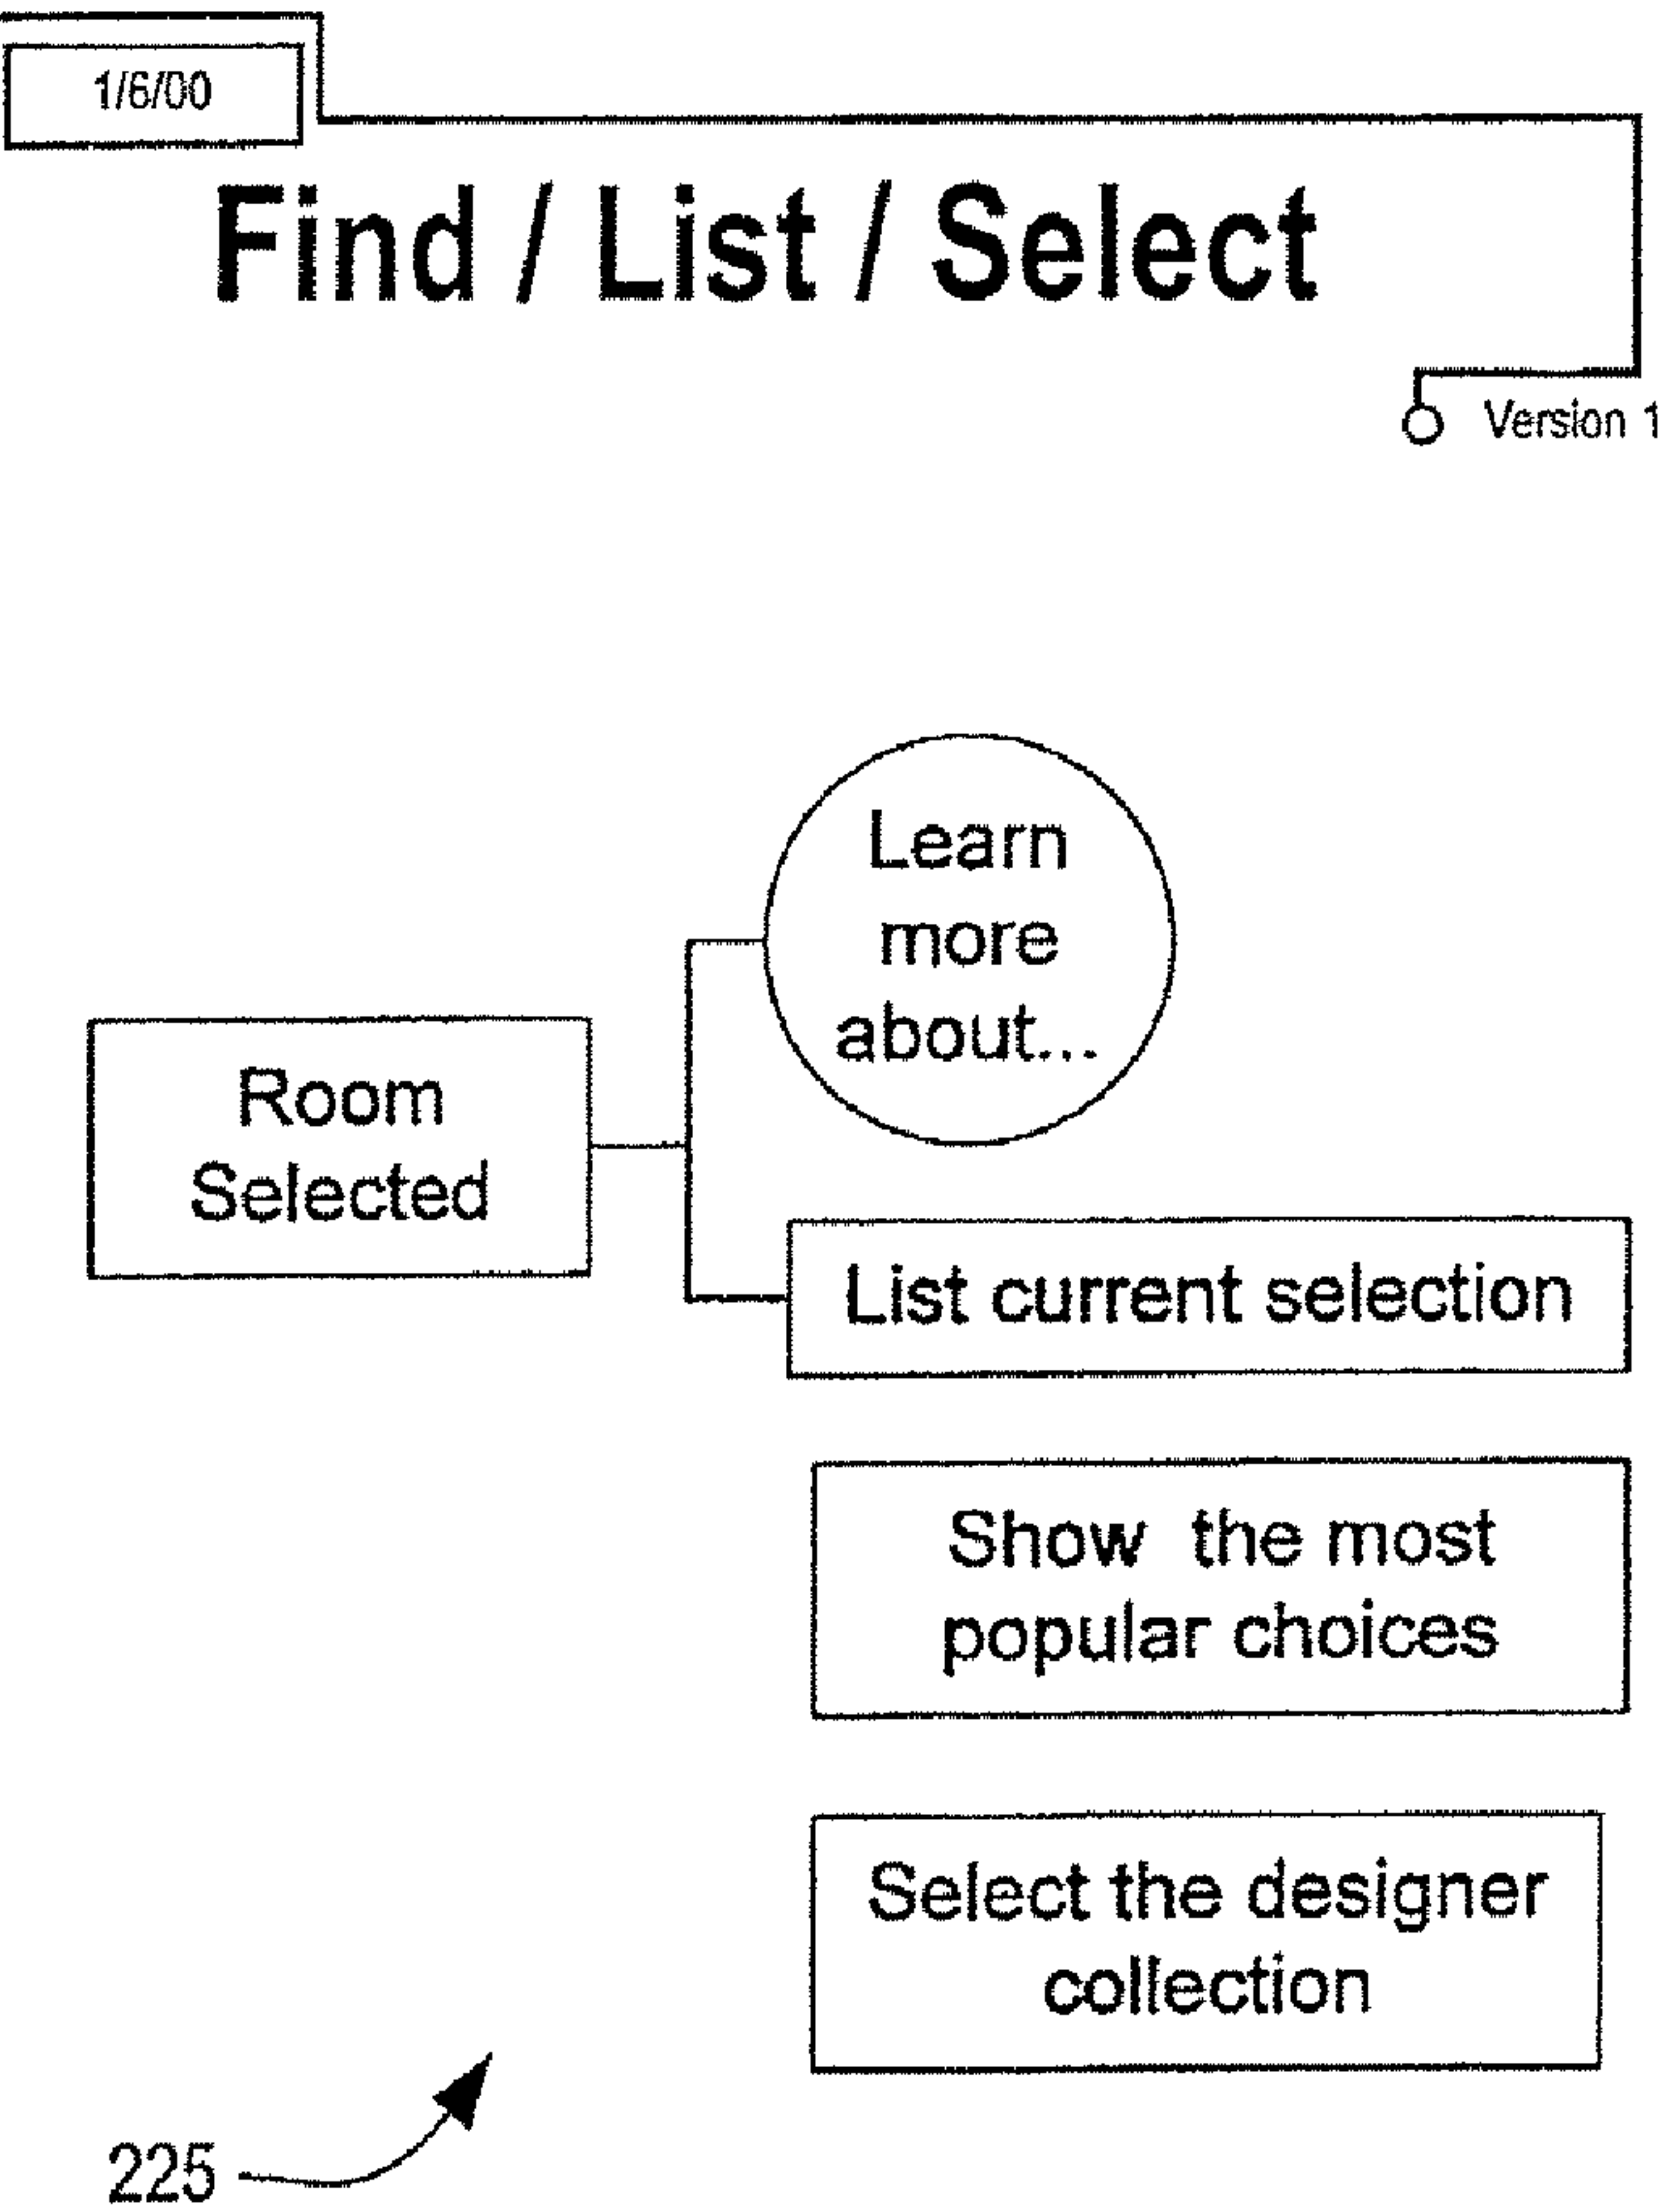 1/6/00
Find / List / Select
Version 1
Learn
more
about...
Room
Selected
List current selection
Show the most
popular choices
Select the designer
collection
225